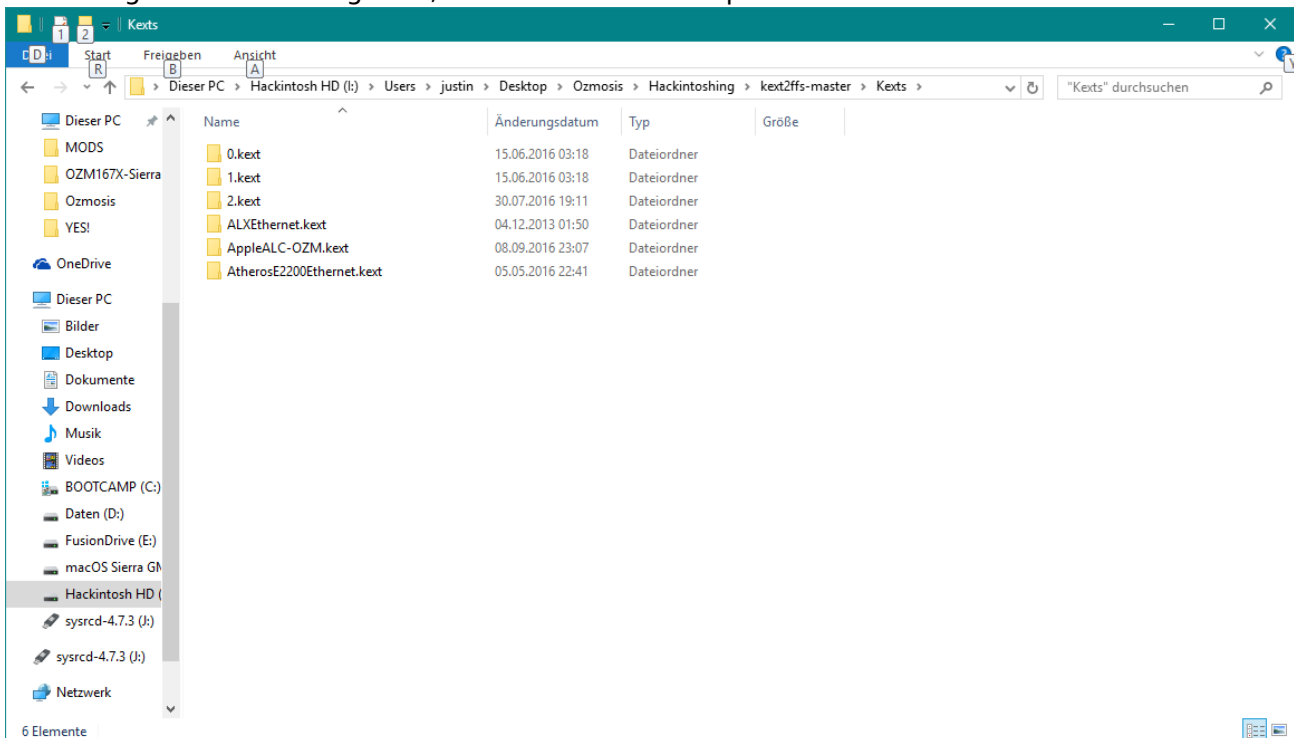 1 2 Kexts
D Start Freigeben Ansicht
R B A Y
Dieser PC > Hackintosh HD (I:) > Users > justin > Desktop > Ozmosis > Hackintoshing > kext2ffs-master > Kexts > "Kexts" durchsuchen
Dieser PC
MODS
OZM167X-Sierra
Ozmosis
YES!
OneDrive
Dieser PC
Bilder
Desktop
Dokumente
Downloads
Musik
Videos
BOOTCAMP (C:)
Daten (D:)
FusionDrive (E:)
macOS Sierra GM
Hackintosh HD (
sysrcd-4.7.3 (J:)
sysrcd-4.7.3 (J:)
Netzwerk
Name Änderungsdatum Typ Größe
0.kext 15.06.2016 03:18 Dateiordner
1.kext 15.06.2016 03:18 Dateiordner
2.kext 30.07.2016 19:11 Dateiordner
ALXEthernet.kext 04.12.2013 01:50 Dateiordner
AppleALC-OZM.kext 08.09.2016 23:07 Dateiordner
AtherosE2200Ethernet.kext 05.05.2016 22:41 Dateiordner
6 Elemente